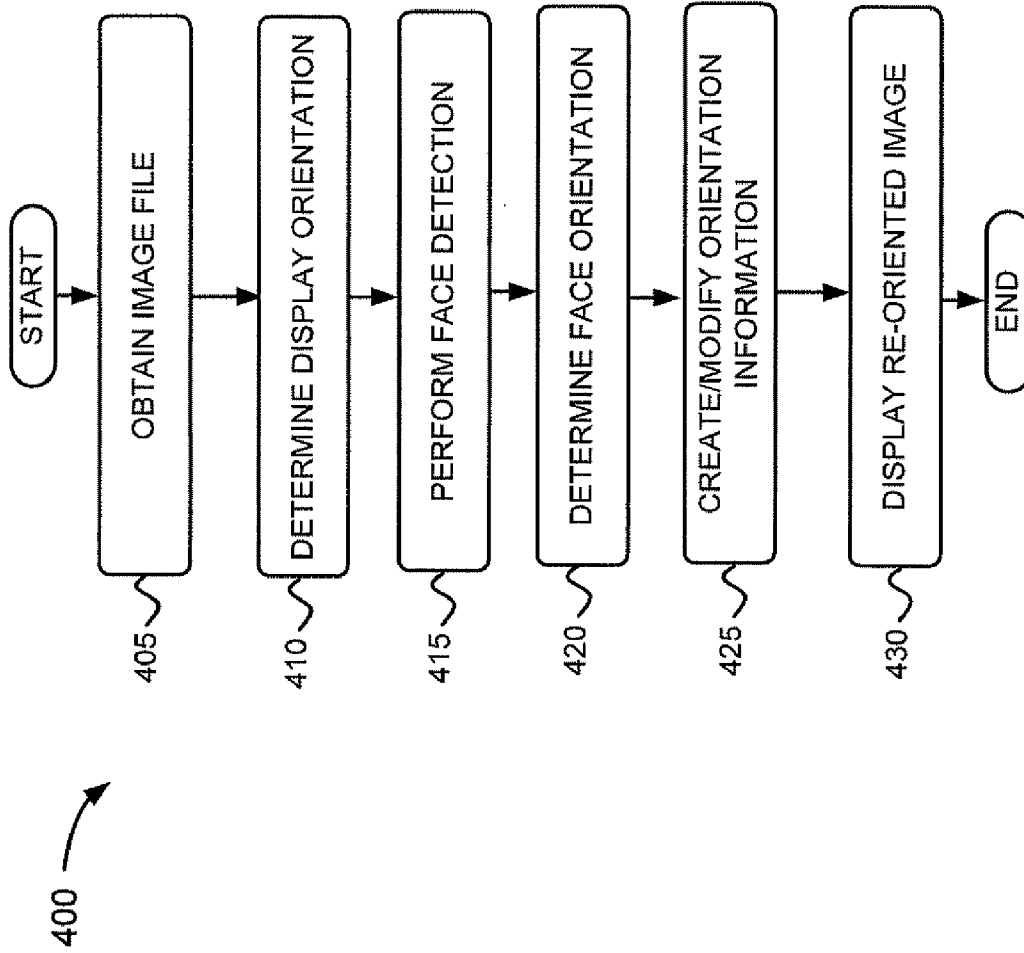 400
START
405
OBTAIN IMAGE FILE
410
DETERMINE DISPLAY ORIENTATION
415
PERFORM FACE DETECTION
420
DETERMINE FACE ORIENTATION
425
CREATE/MODIFY ORIENTATION
INFORMATION
430
DISPLAY RE-ORIENTED IMAGE
END